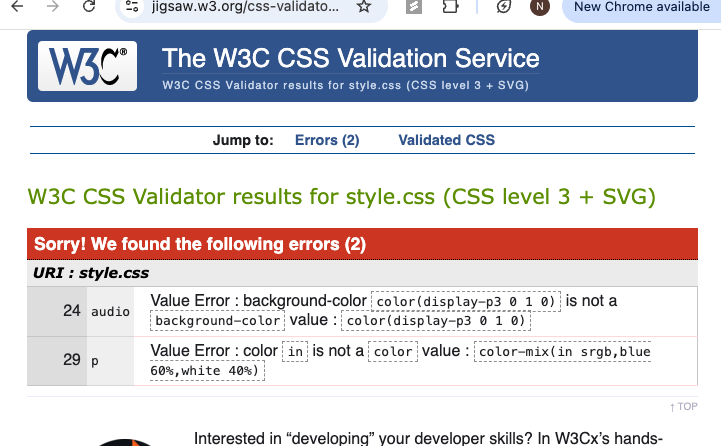 jigsaw.w3.org/css-validato...
N
New Chrome available
W3C®
The W3C CSS Validation Service
W3C CSS Validator results for style.css (CSS level 3 + SVG)
Jump to: Errors (2) Validated CSS
W3C CSS Validator results for style.css (CSS level 3 + SVG)
Sorry! We found the following errors (2)
URI : style.css
24 audio Value Error : background-color color(display-p3 0 1 0) is not a
background-color value : color(display-p3 0 1 0)
29 p Value Error : color in is not a color value : color-mix(in srgb,blue
60%,white 40%)
↑ TOP
Interested in “developing” your developer skills? In W3Cx’s hands-